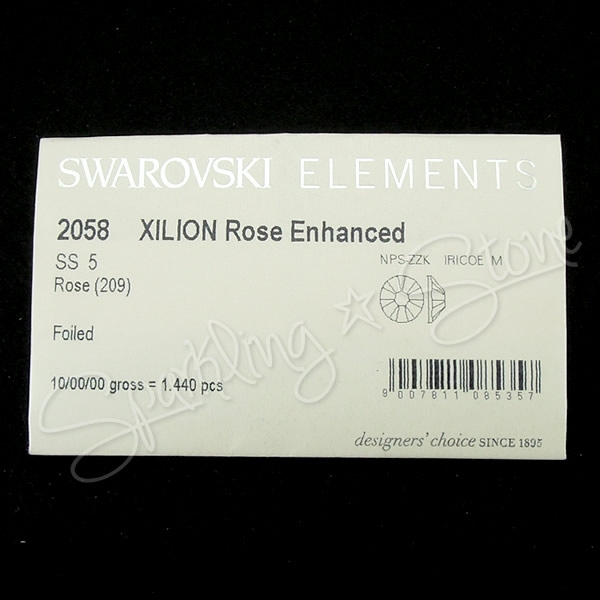 SWAROVSKI ELEMENTS
2058 XILION Rose Enhanced
SS 5
NPS-ZZK IRICOE M
Rose (209)
Foiled
10/00/00 gross = 1.440 pcs
9 007811 085357
designers' choice SINCE 1895
Sparkling Stone